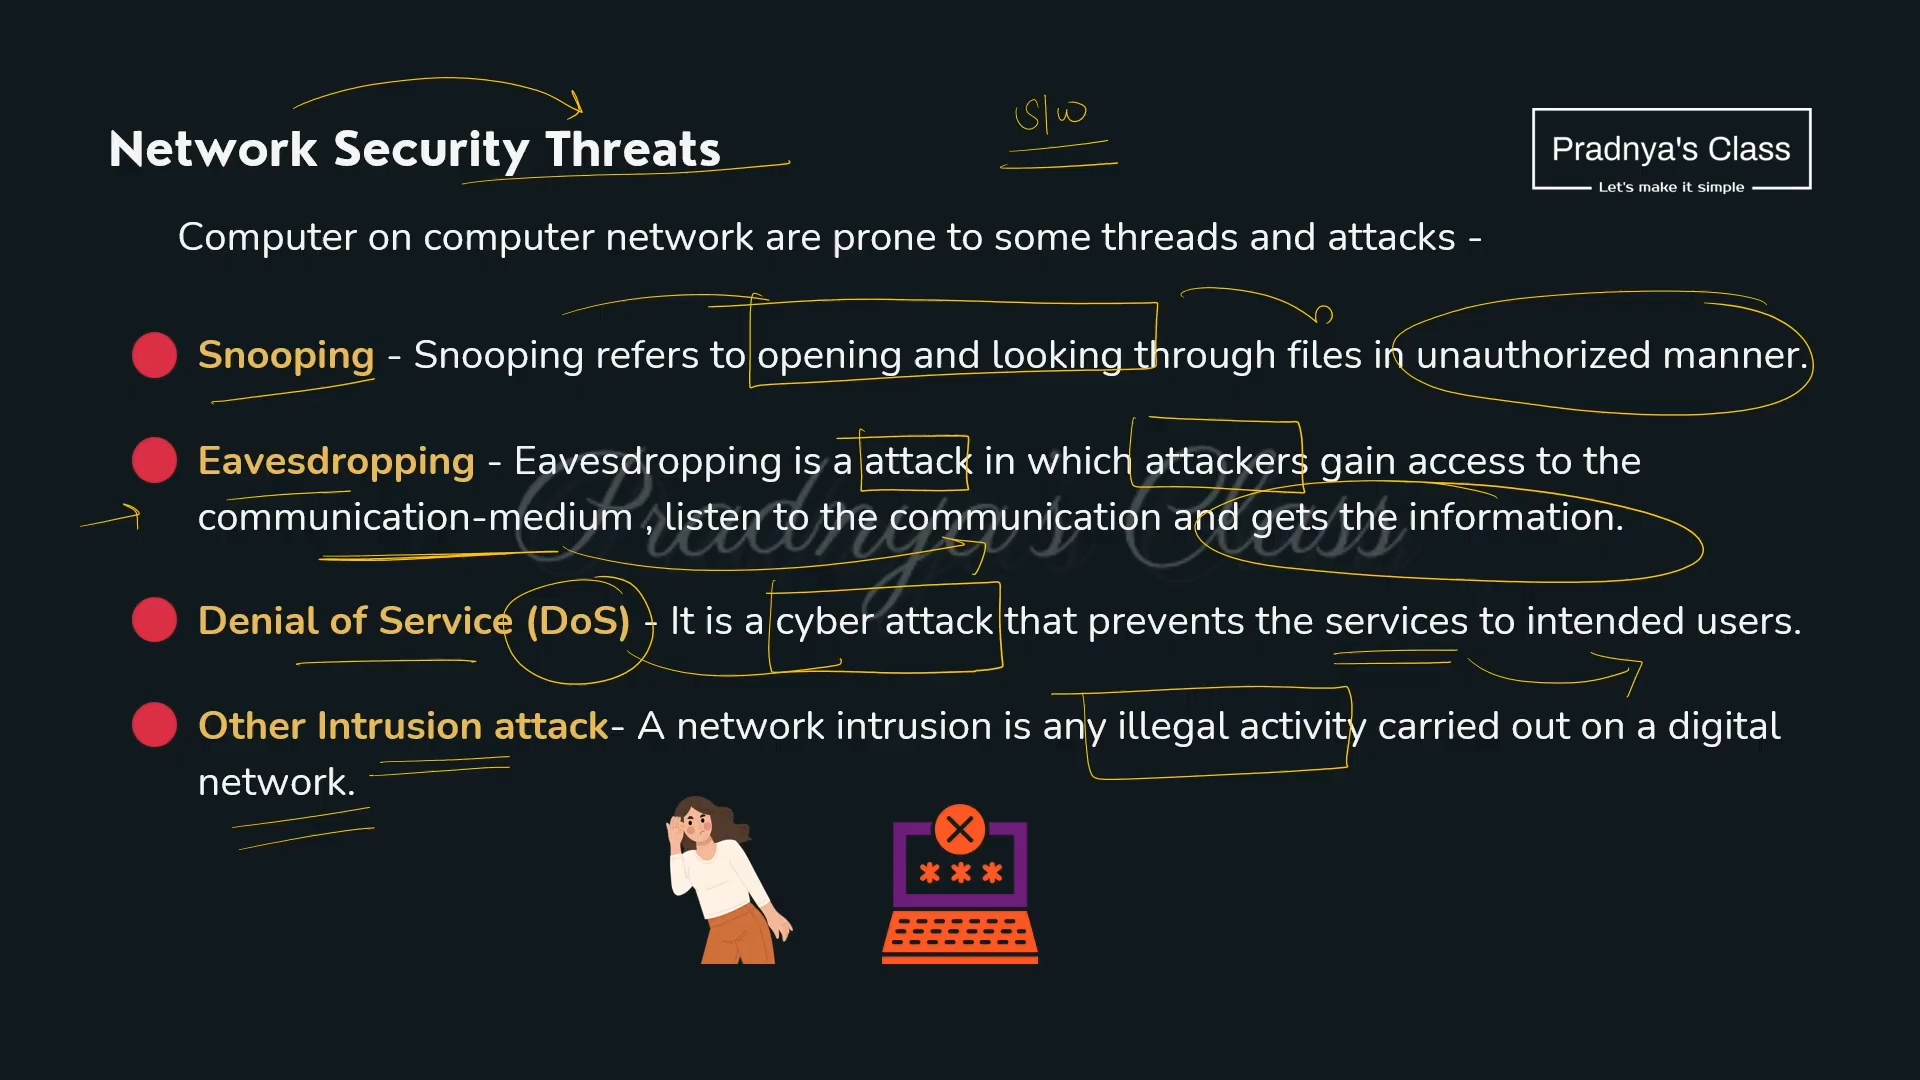 S/W
Network Security Threats
Pradnya's Class
Let's make it simple
Computer on computer network are prone to some threads and attacks -
Snooping - Snooping refers to opening and looking through files in unauthorized manner.
Eavesdropping - Eavesdropping is a attack in which attackers gain access to the
communication-medium , listen to the communication and gets the information.
Pradnya's Class
Denial of Service (DoS) - It is a cyber attack that prevents the services to intended users.
Other Intrusion attack- A network intrusion is any illegal activity carried out on a digital
network.
***